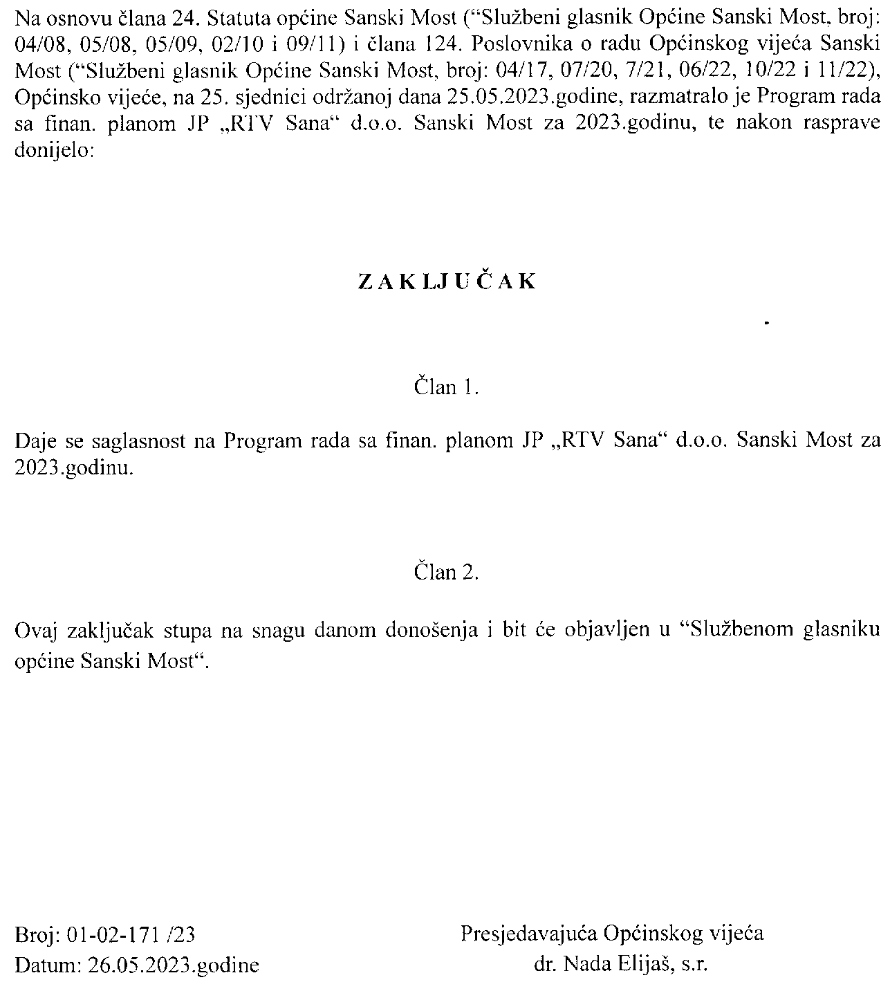 Na osnovu člana 24. Statuta općine Sanski Most (“Službeni glasnik Općine Sanski Most, broj:
04/08, 05/08, 05/09, 02/10 i 09/11) i člana 124. Poslovnika o radu Općinskog vijeća Sanski
Most (“Službeni glasnik Općine Sanski Most, broj: 04/17, 07/20, 7/21, 06/22, 10/22 i 11/22),
Općinsko vijeće, na 25. sjednici održanoj dana 25.05.2023.godine, razmatralo je Program rada
sa finan. planom JP „RTV Sana“ d.o.o. Sanski Most za 2023.godinu, te nakon rasprave
donijelo:
Z A K LJ U Č A K
Član 1.
Daje se saglasnost na Program rada sa finan. planom JP „RTV Sana“ d.o.o. Sanski Most za
2023.godinu.
Član 2.
Ovaj zaključak stupa na snagu danom donošenja i bit će objavljen u “Službenom glasniku
općine Sanski Most“.
Broj: 01-02-171 /23
Datum: 26.05.2023.godine
Presjedavajuća Općinskog vijeća
dr. Nada Elijaš, s.r.